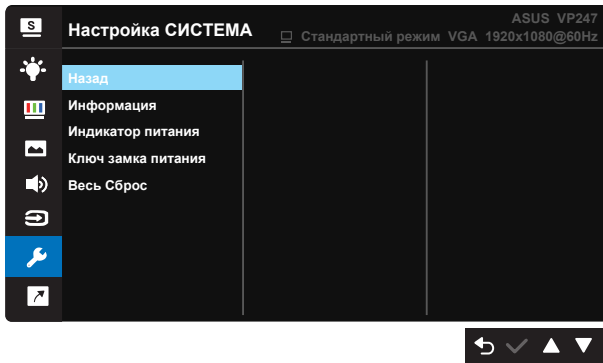 S
Настройка СИСТЕМА
ASUS VP247
Стандартный режим VGA 1920x1080@60Hz
Назад
Информация
Индикатор питания
Ключ замка питания
Весь Сброс